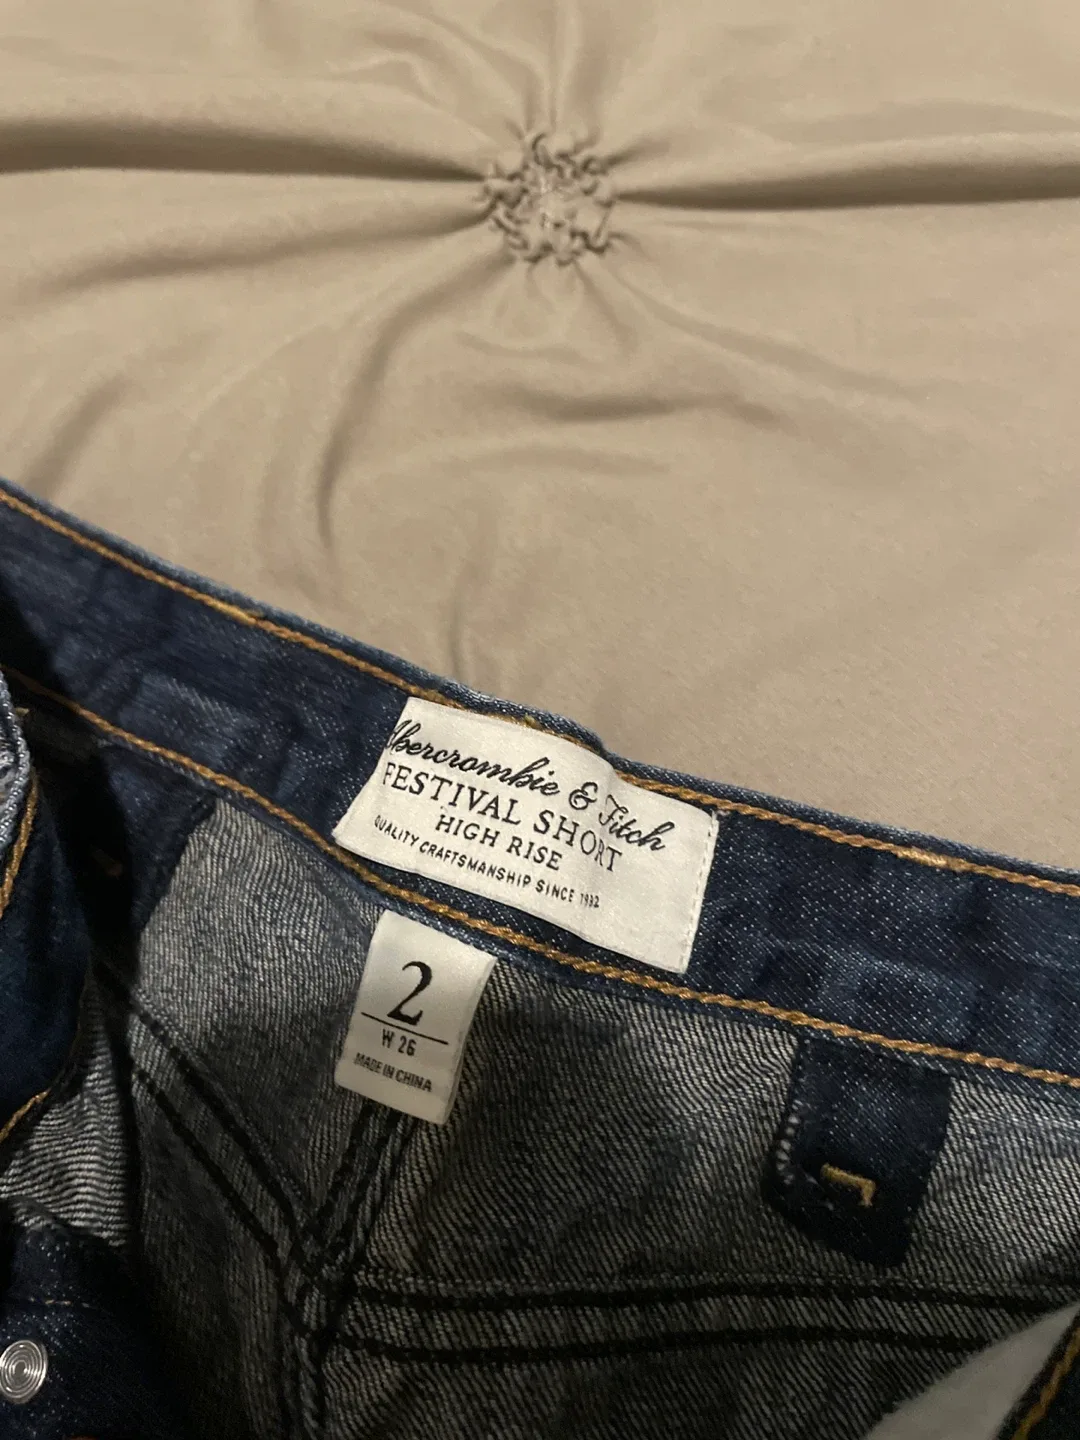 Abercrombie & Fitch
FESTIVAL SHORT
HIGH RISE
QUALITY CRAFTSMANSHIP SINCE 1892
2
W 26
MADE IN CHINA